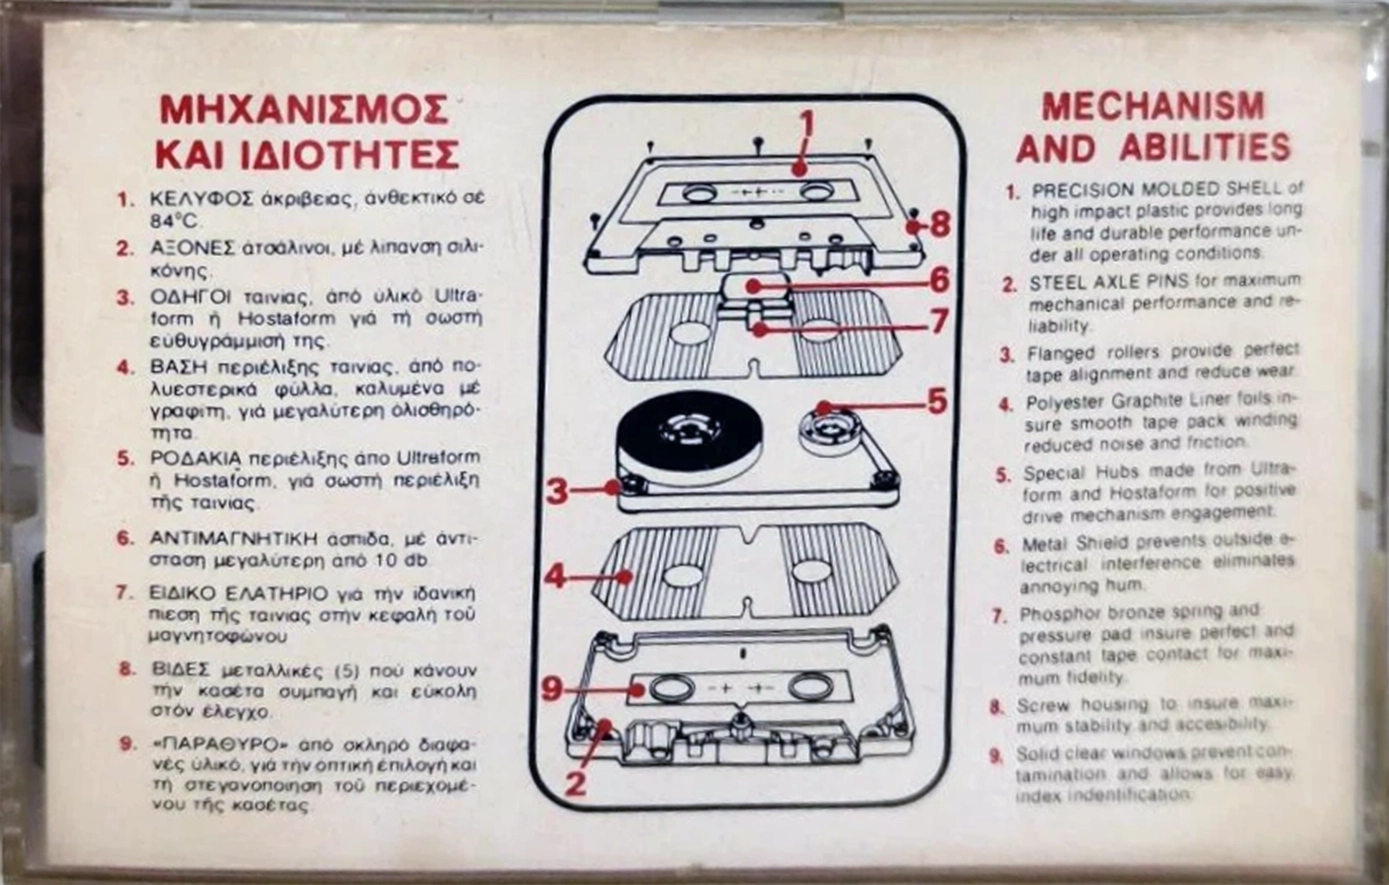 ΜΗΧΑΝΙΣΜΟΣ
ΚΑΙ ΙΔΙΟΤΗΤΕΣ
1. ΚΕΛΥΦΟΣ άκριβειας, άνθεκτικό σέ
84°C.
2. ΑΞΟΝΕΣ άτσάλινοι, μέ λίπανση σιλι-
κόνης.
3. ΟΔΗΓΟΙ ταινίας, άπό ύλικό Ultra-
form ή Hostaform γιά τή σωστή
εύθυγράμμισή της.
4. ΒΑΣΗ περιέλιξης ταινίας, άπό πο-
λυεστερικά φύλλα, καλυμένα μέ
γραφίτη, γιά μεγαλύτερη όλισθηρό-
τητα.
5. ΡΟΔΑΚΙΑ περιέλιξης άπο Ultraform
ή Hostaform, γιά σωστή περιέλιξη
τής ταινίας.
6. ΑΝΤΙΜΑΓΝΗΤΙΚΗ άσπίδα, μέ άντί-
σταση μεγαλύτερη άπό 10 db.
7. ΕΙΔΙΚΟ ΕΛΑΤΗΡΙΟ γιά τήν ίδανική
πίεση τής ταινίας στήν κεφαλή τοῦ
μαγνητοφώνου
8. ΒΙΔΕΣ μεταλλικές (5) πού κάνουν
τήν κασέτα συμπαγή και εύκολη
στόν έλεγχο.
9. «ΠΑΡΑΘΥΡΟ» άπό σκληρό διαφα-
νές ύλικό, γιά τήν όπτική έπιλογή και
τή στεγανοποίηση τοῦ περιεχομέ-
νου τής κασέτας.
1
8
6
7
5
3
4
9
2
MECHANISM
AND ABILITIES
1. PRECISION MOLDED SHELL of
high impact plastic provides long
life and durable performance un-
der all operating conditions.
2. STEEL AXLE PINS for maximum
mechanical performance and re-
liability.
3. Flanged rollers provide perfect
tape alignment and reduce wear.
4. Polyester Graphite Liner foils in-
sure smooth tape pack winding
reduced noise and friction.
5. Special Hubs made from Ultra-
form and Hostaform for positive
drive mechanism engagement.
6. Metal Shield prevents outside e-
lectrical interference eliminates
annoying hum.
7. Phosphor bronze spring and
pressure pad insure perfect and
constant tape contact for maxi-
mum fidelity.
8. Screw housing to insure maxi-
mum stability and accesibility.
9. Solid clear windows prevent con-
tamination and allows for easy
index indentification.